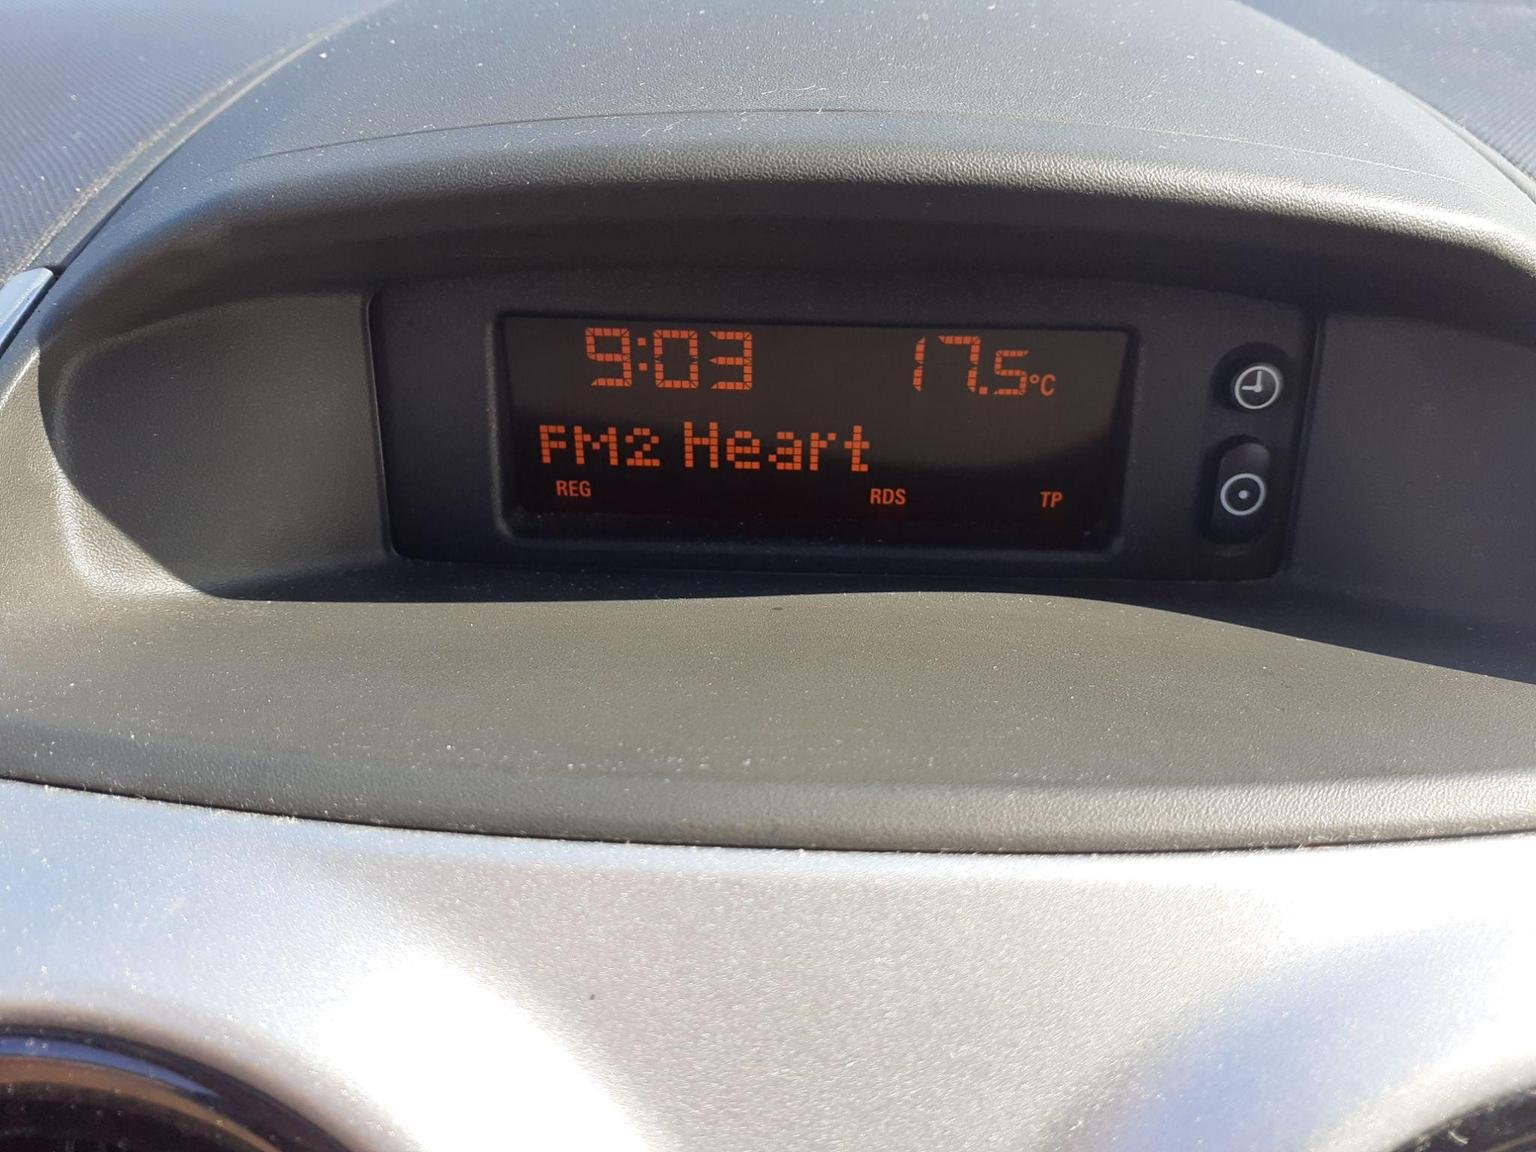 9:03 17.5°C
FM2 Heart
REG RDS TP